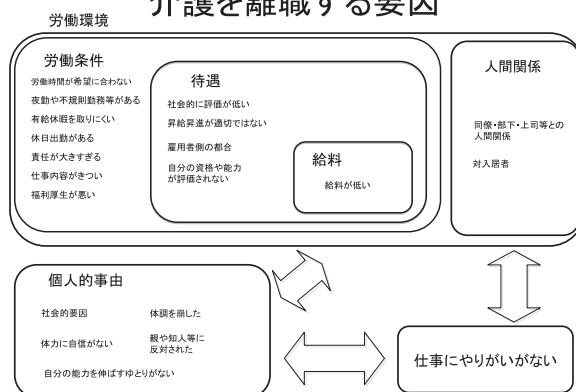 介護を離職する要因
労働環境
労働条件
労働時間が希望に合わない
夜勤や不規則勤務等がある
有給休暇を取りにくい
休日出勤がある
責任が大きすぎる
仕事内容がきつい
福利厚生が悪い
待遇
社会的に評価が低い
昇給昇進が適切ではない
雇用者側の都合
自分の資格や能力
が評価されない
給料
給料が低い
人間関係
同僚・部下・上司等との
人間関係
対入居者
個人的事由
社会的要因
体調を崩した
体力に自信がない
親や知人等に
反対された
自分の能力を伸ばすゆとりがない
仕事にやりがいがない